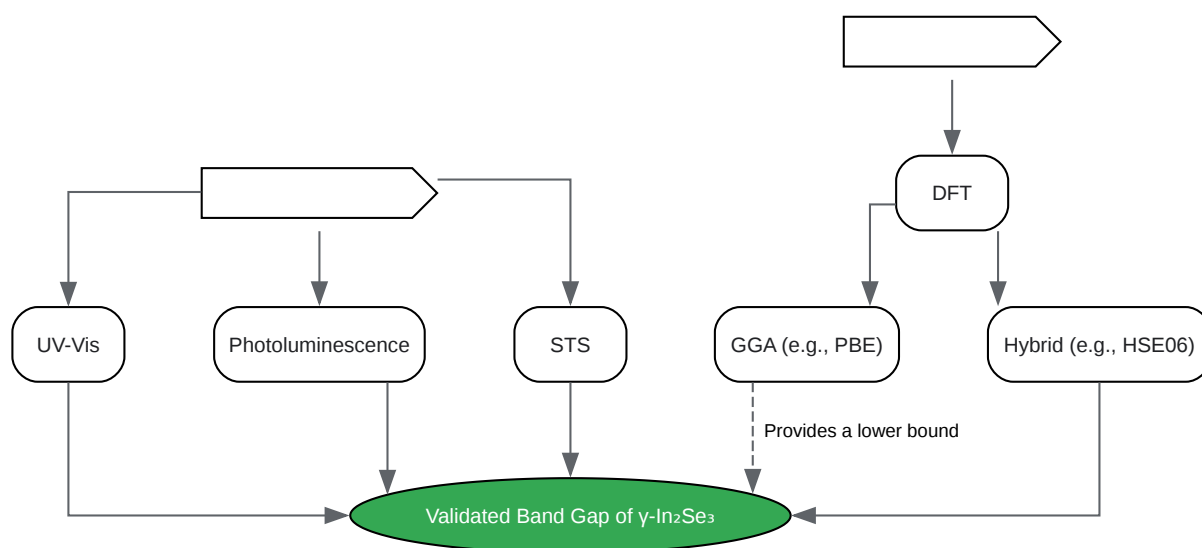 DFT
UV-Vis
Photoluminescence
STS
GGA (e.g., PBE)
Hybrid (e.g., HSE06)
Provides a lower bound
Validated Band Gap of γ-In₂Se₃